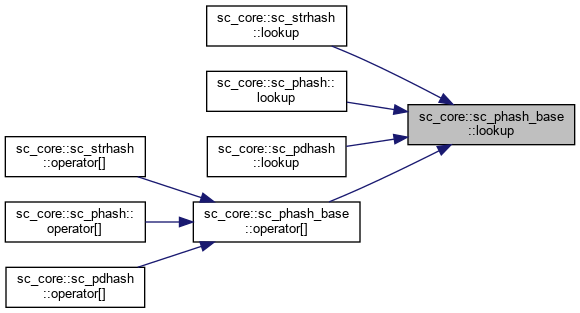 sc_core::sc_strhash
::lookup
sc_core::sc_phash::
lookup
sc_core::sc_phash_base
::lookup
sc_core::sc_pdhash
::lookup
sc_core::sc_strhash
::operator[]
sc_core::sc_phash::
operator[]
sc_core::sc_phash_base
::operator[]
sc_core::sc_pdhash
::operator[]